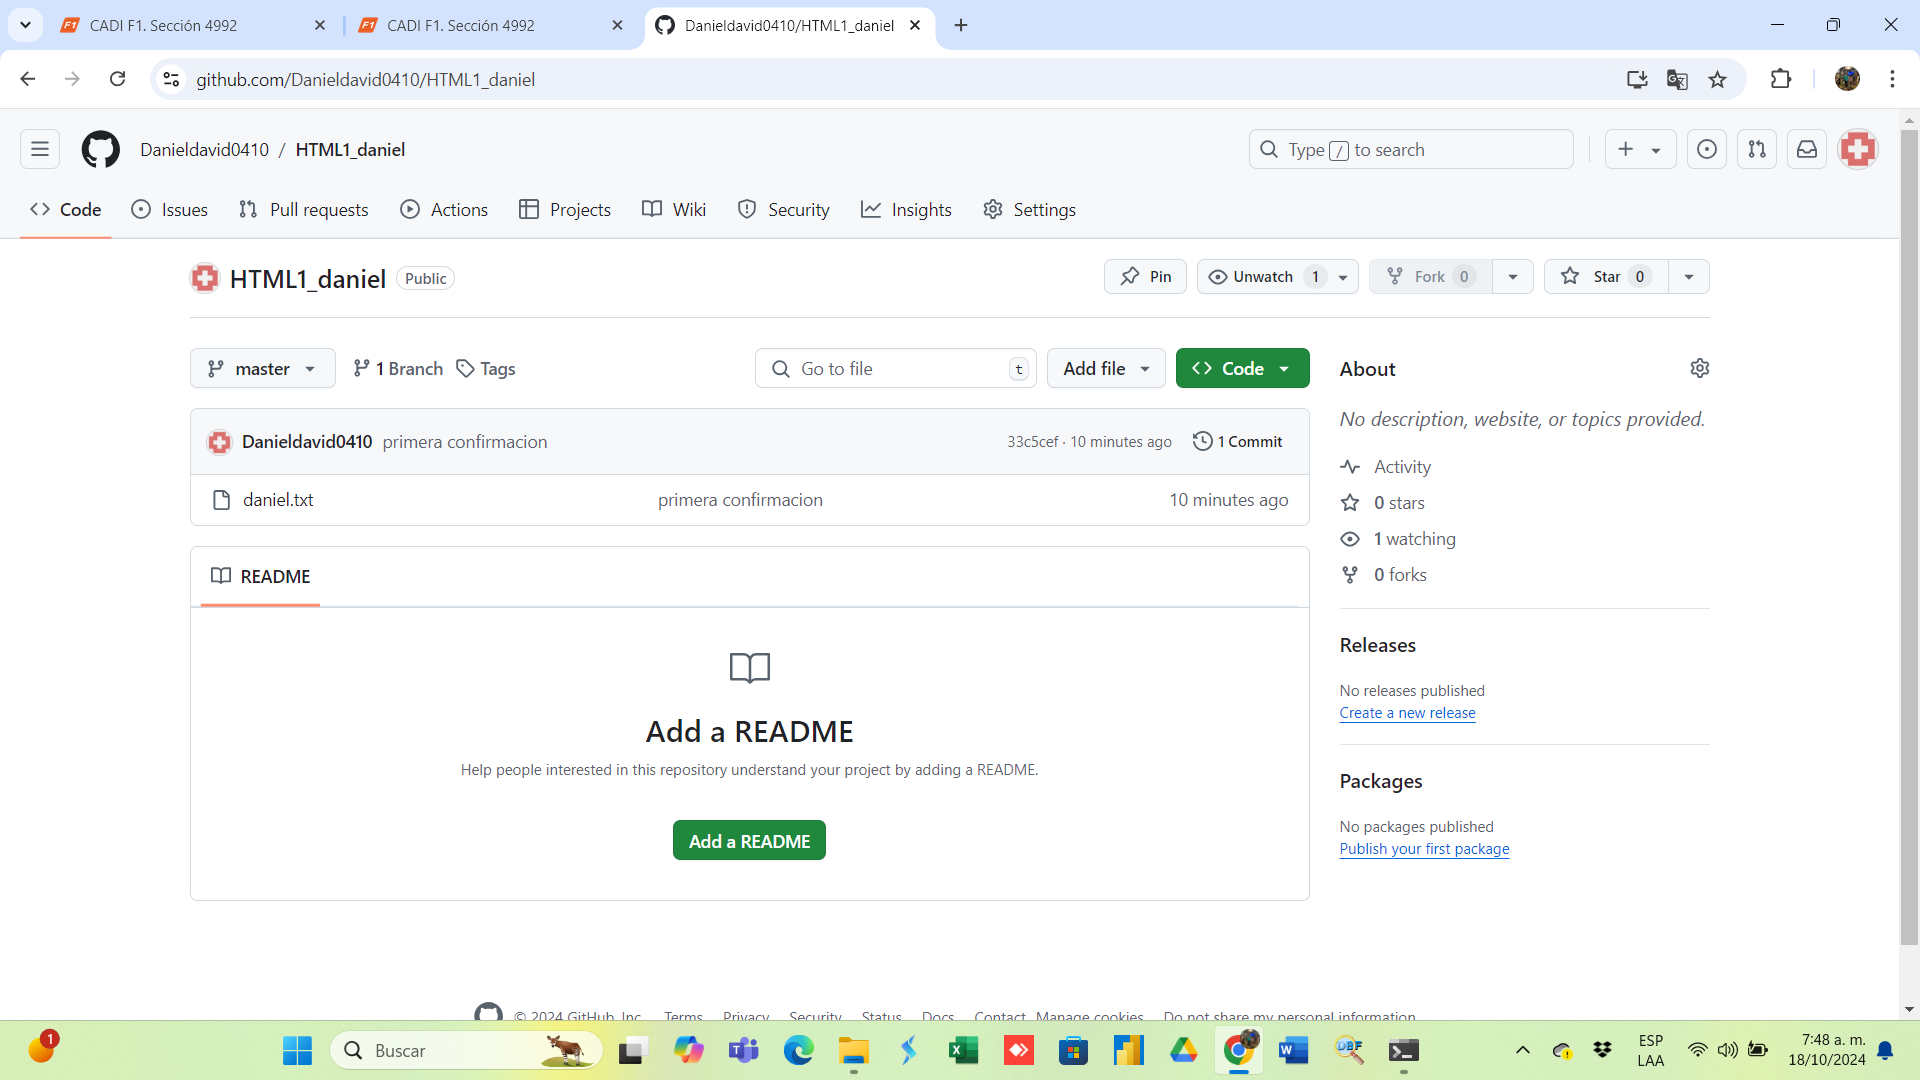 CADI F1. Sección 4992
CADI F1. Sección 4992
Danieldavid0410/HTML1_daniel
github.com/Danieldavid0410/HTML1_daniel
Danieldavid0410 / HTML1_daniel
Type / to search
Code
Issues
Pull requests
Actions
Projects
Wiki
Security
Insights
Settings
HTML1_daniel
Public
Pin
Unwatch 1
Fork 0
Star 0
master
1 Branch
Tags
Go to file
t
Add file
Code
Danieldavid0410 primera confirmacion
33c5cef · 10 minutes ago
1 Commit
daniel.txt
primera confirmacion
10 minutes ago
README
Add a README
Help people interested in this repository understand your project by adding a README.
Add a README
About
No description, website, or topics provided.
Activity
0 stars
1 watching
0 forks
Releases
No releases published
Create a new release
Packages
No packages published
Publish your first package
© 2024 GitHub, Inc.
Terms
Privacy
Security
Status
Docs
Contact
Manage cookies
Do not share my personal information
1
Buscar
DBF
ESP
LAA
7:48 a. m.
18/10/2024